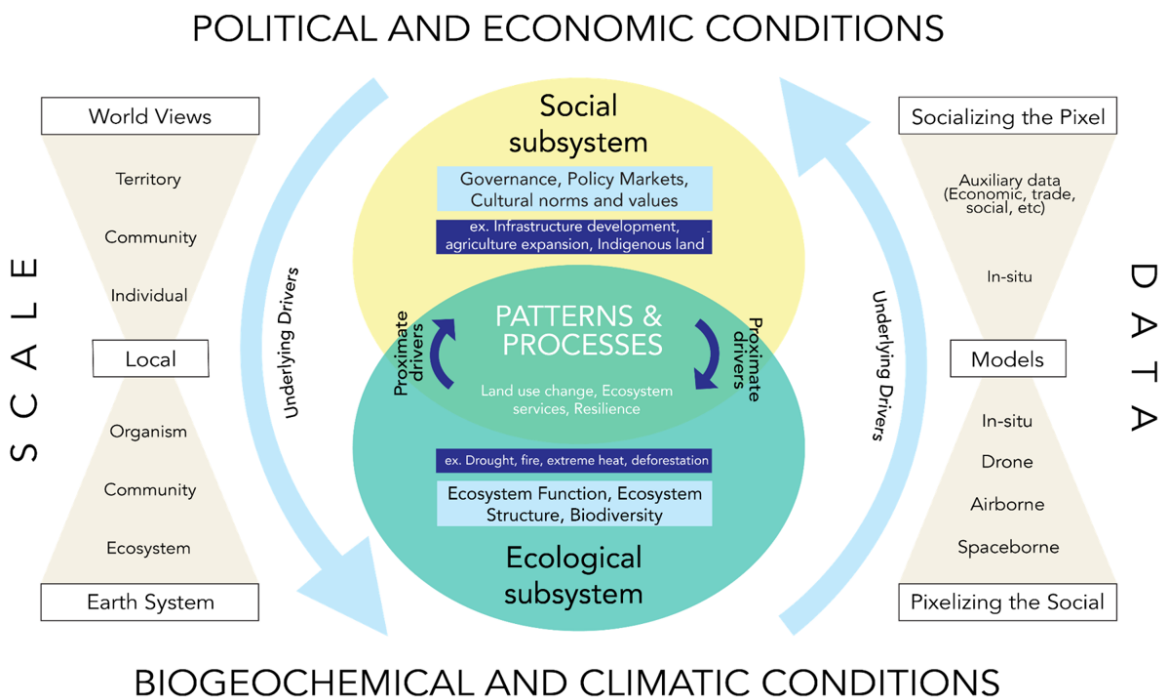 POLITICAL AND ECONOMIC CONDITIONS
SCALE
World Views
Territory
Community
Individual
Local
Organism
Community
Ecosystem
Earth System
Underlying Drivers
Social
subsystem
Governance, Policy Markets,
Cultural norms and values
ex. Infrastructure development,
agriculture expansion, Indigenous land
PATTERNS &
PROCESSES
Proximate
drivers
Proximate
drivers
Land use change, Ecosystem
services, Resilience
ex. Drought, fire, extreme heat, deforestation
Ecosystem Function, Ecosystem
Structure, Biodiversity
Ecological
subsystem
Underlying Drivers
Socializing the Pixel
Auxiliary data
(Economic, trade,
social, etc)
In-situ
Models
In-situ
Drone
Airborne
Spaceborne
Pixelizing the Social
DATA
BIOGEOCHEMICAL AND CLIMATIC CONDITIONS